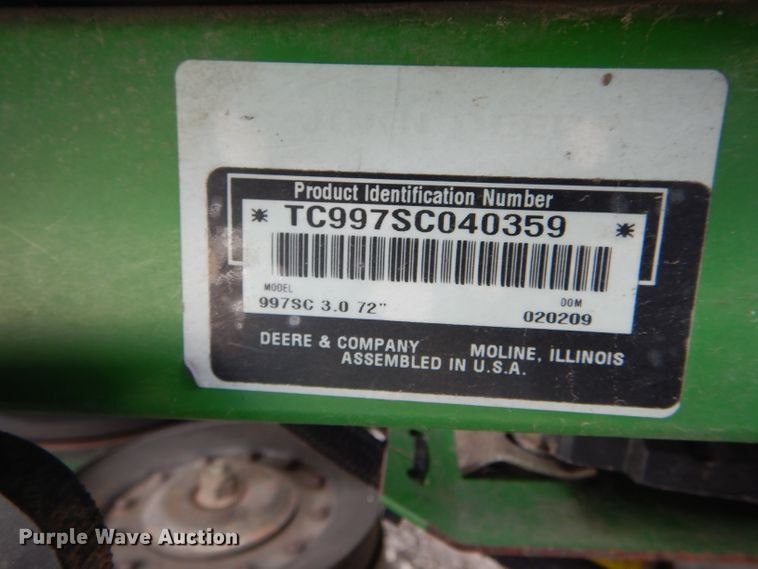 Product Identification Number
* TC997SC040359 *
MODEL DOM
997SC 3.0 72" 020209
DEERE & COMPANY MOLINE, ILLINOIS
ASSEMBLED IN U.S.A.
Purple Wave Auction